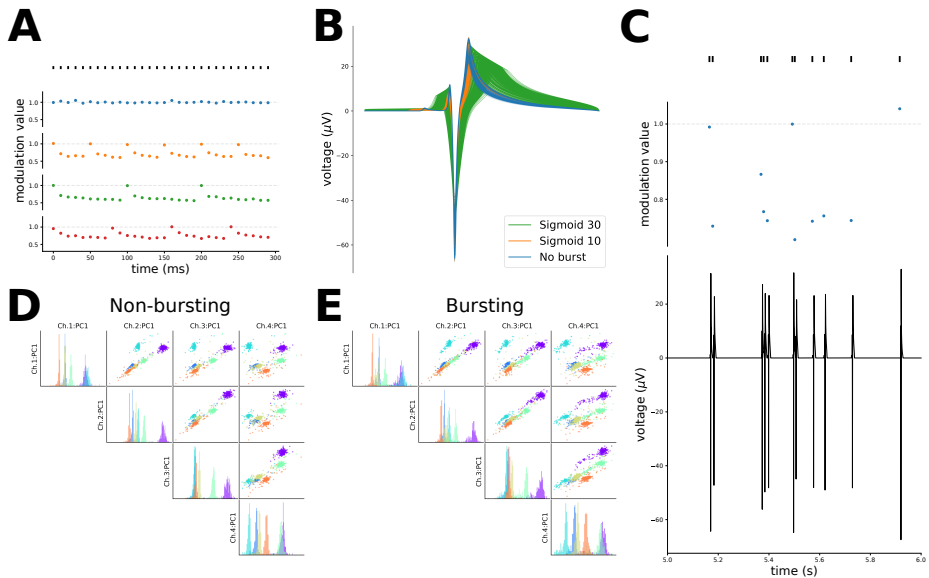 A
modulation value
1.0
0.5
1.0
0.5
1.0
0.5
1.0
0.5
0
50
100
150
200
250
300
time (ms)
B
voltage (μV)
20
0
−20
−40
−60
Sigmoid 30
Sigmoid 10
No burst
C
modulation value
1.0
0.9
0.8
voltage (μV)
20
0
−20
−40
−60
5.0
5.2
5.4
5.6
5.8
6.0
time (s)
D
Non-bursting
Ch.1:PC1
Ch.2:PC1
Ch.3:PC1
Ch.4:PC1
Ch.1:PC1
Ch.2:PC1
Ch.3:PC1
Ch.4:PC1
E
Bursting
Ch.1:PC1
Ch.2:PC1
Ch.3:PC1
Ch.4:PC1
Ch.1:PC1
Ch.2:PC1
Ch.3:PC1
Ch.4:PC1